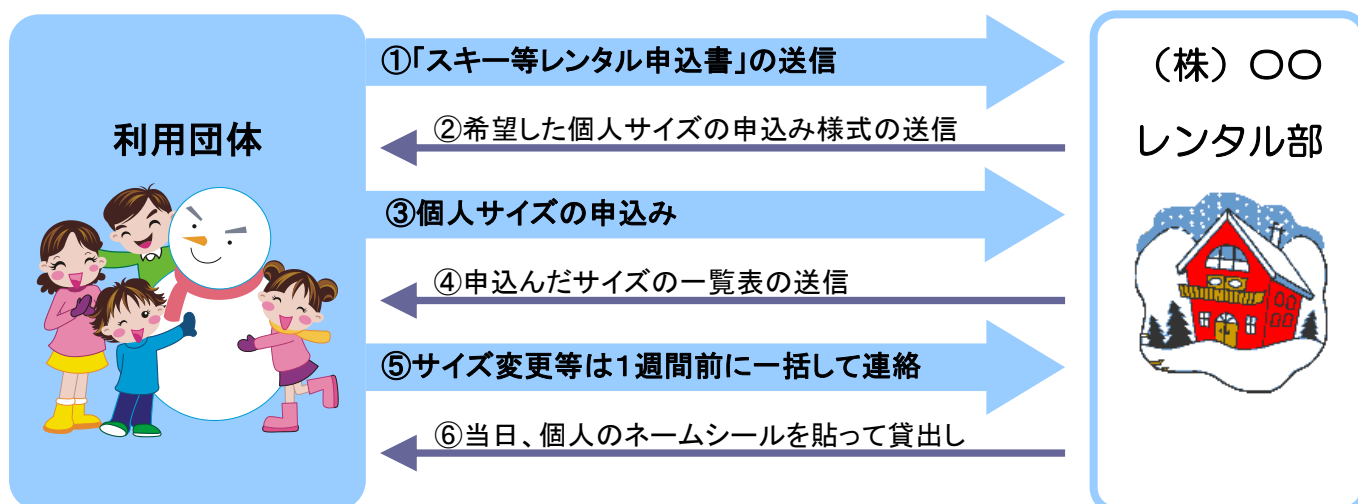 ①「スキー等レンタル申込書」の送信
（株）〇〇
②希望した個人サイズの申込み様式の送信
利用団体
レンタル部
③個人サイズの申込み
④申込んだサイズの一覧表の送信
⑤サイズ変更等は１週間前に一括して連絡
⑥当日、個人のネームシールを貼って貸出し